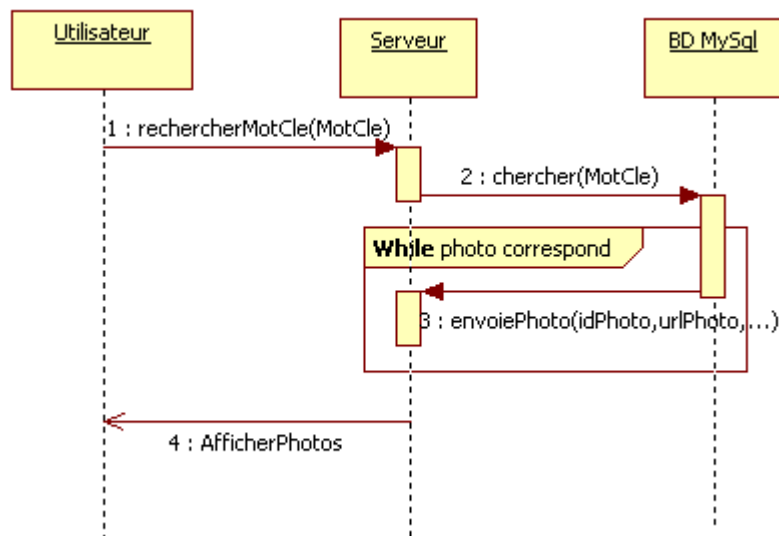 Utilisateur
Serveur
BD MySql
1 : rechercherMotCle(MotCle)
2 : chercher(MotCle)
While photo correspond
3 : envoiePhoto(idPhoto,urlPhoto,...)
4 : AfficherPhotos